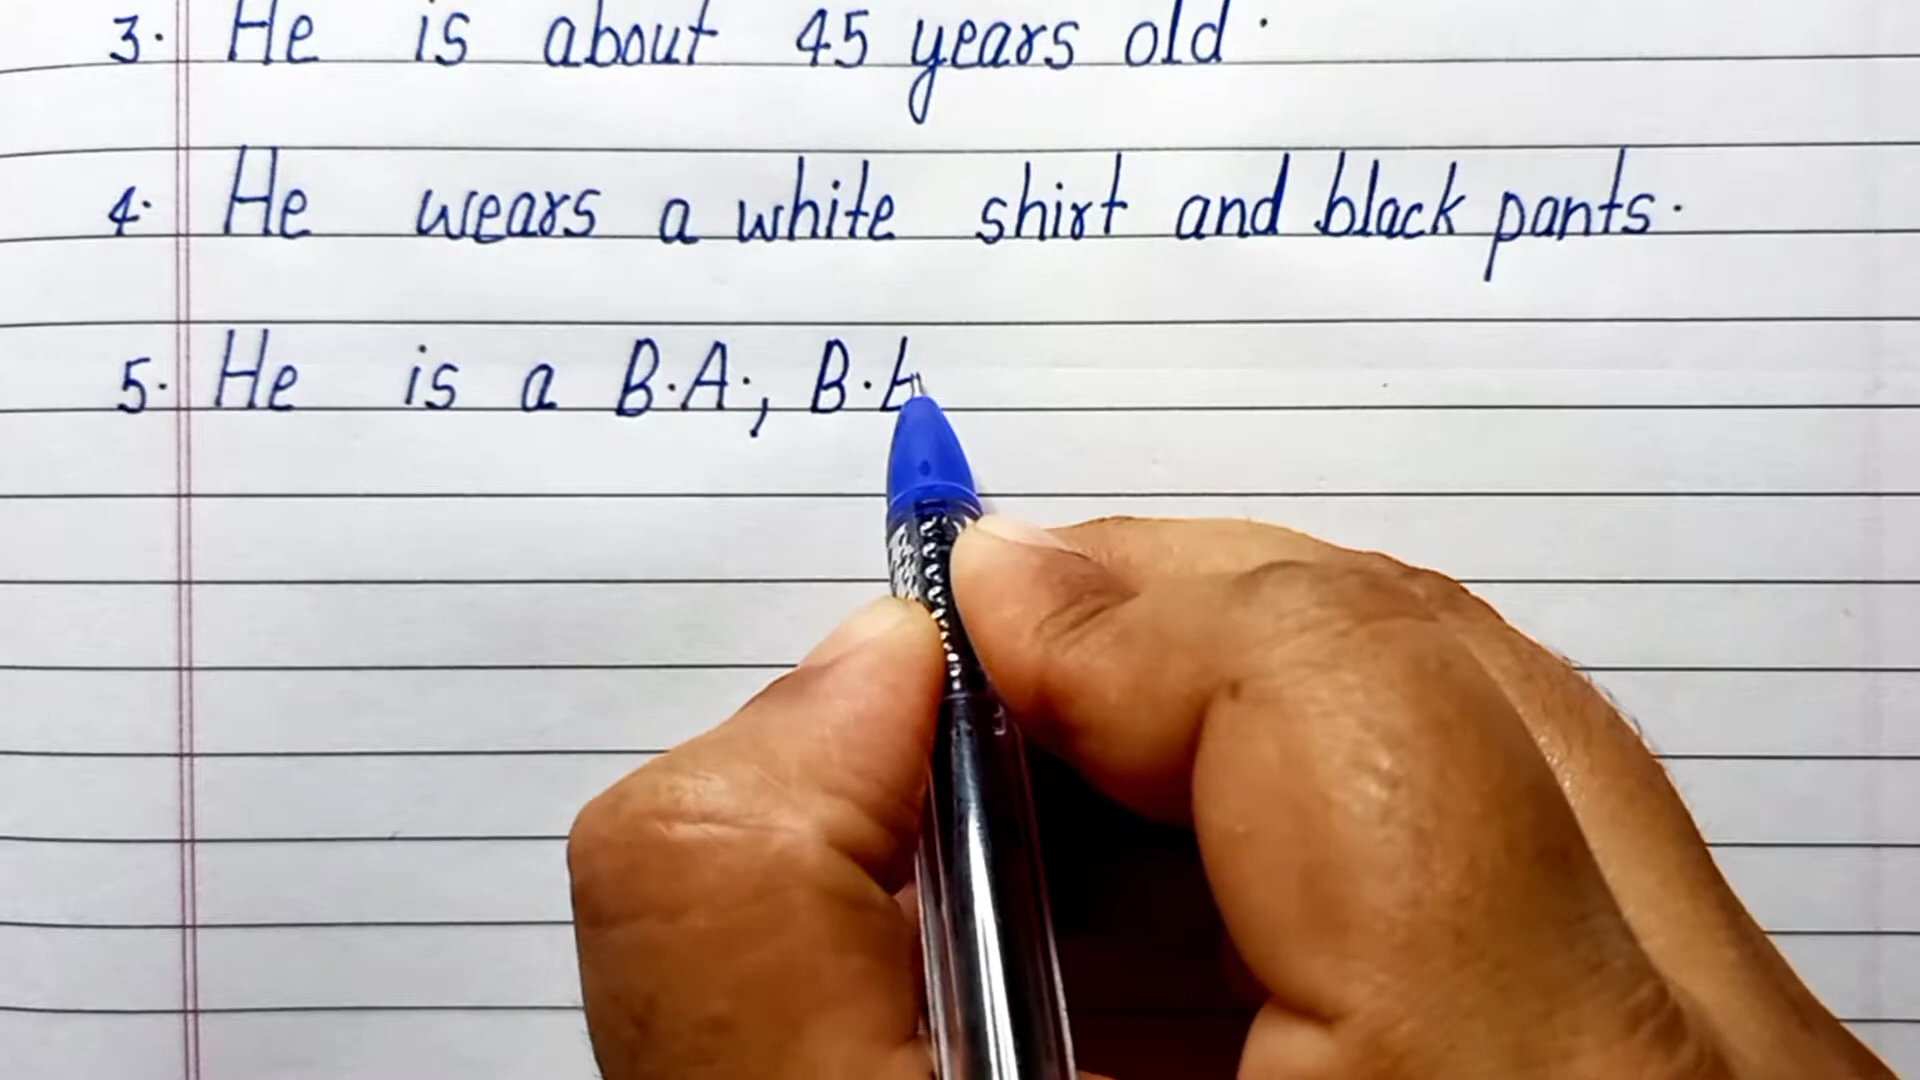 3. He is about 45 years old.
4. He wears a white shirt and black pants.
5. He is a B.A., B.